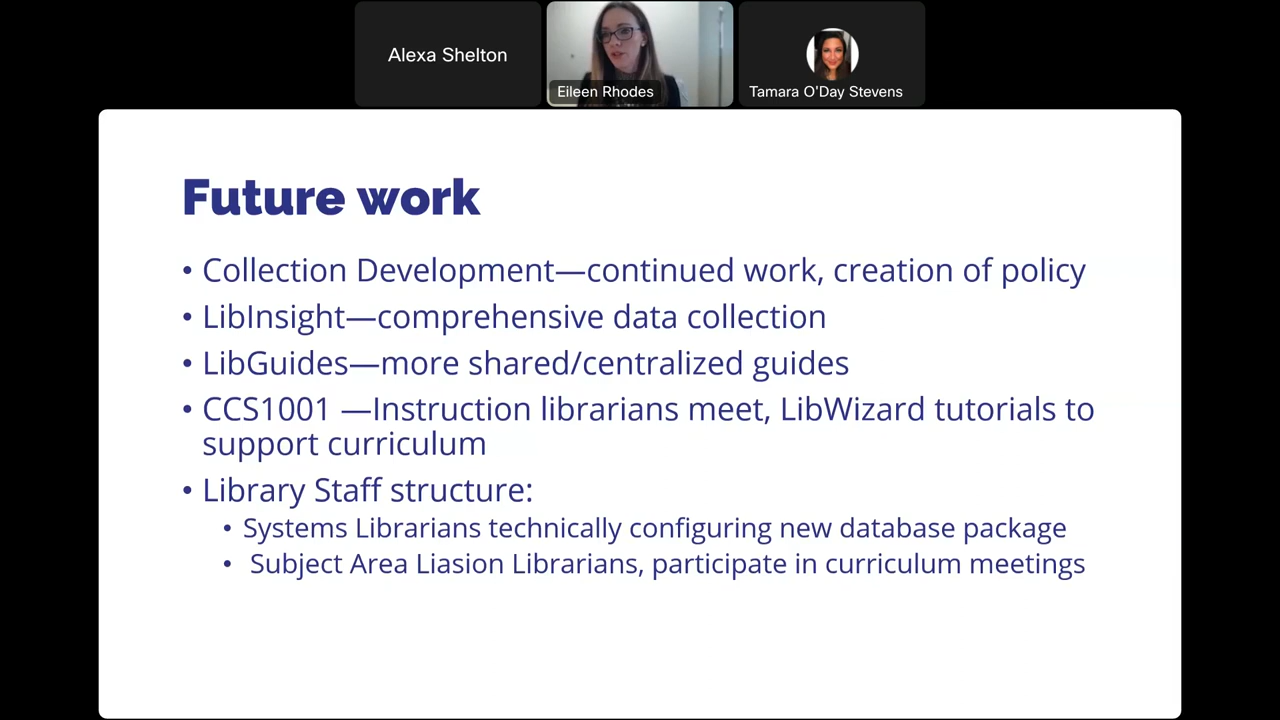 Alexa Shelton
Eileen Rhodes
Tamara O'Day Stevens
Future work
• Collection Development—continued work, creation of policy
• LibInsight—comprehensive data collection
• LibGuides—more shared/centralized guides
• CCS1001 —Instruction librarians meet, LibWizard tutorials to
support curriculum
• Library Staff structure:
• Systems Librarians technically configuring new database package
• Subject Area Liasion Librarians, participate in curriculum meetings